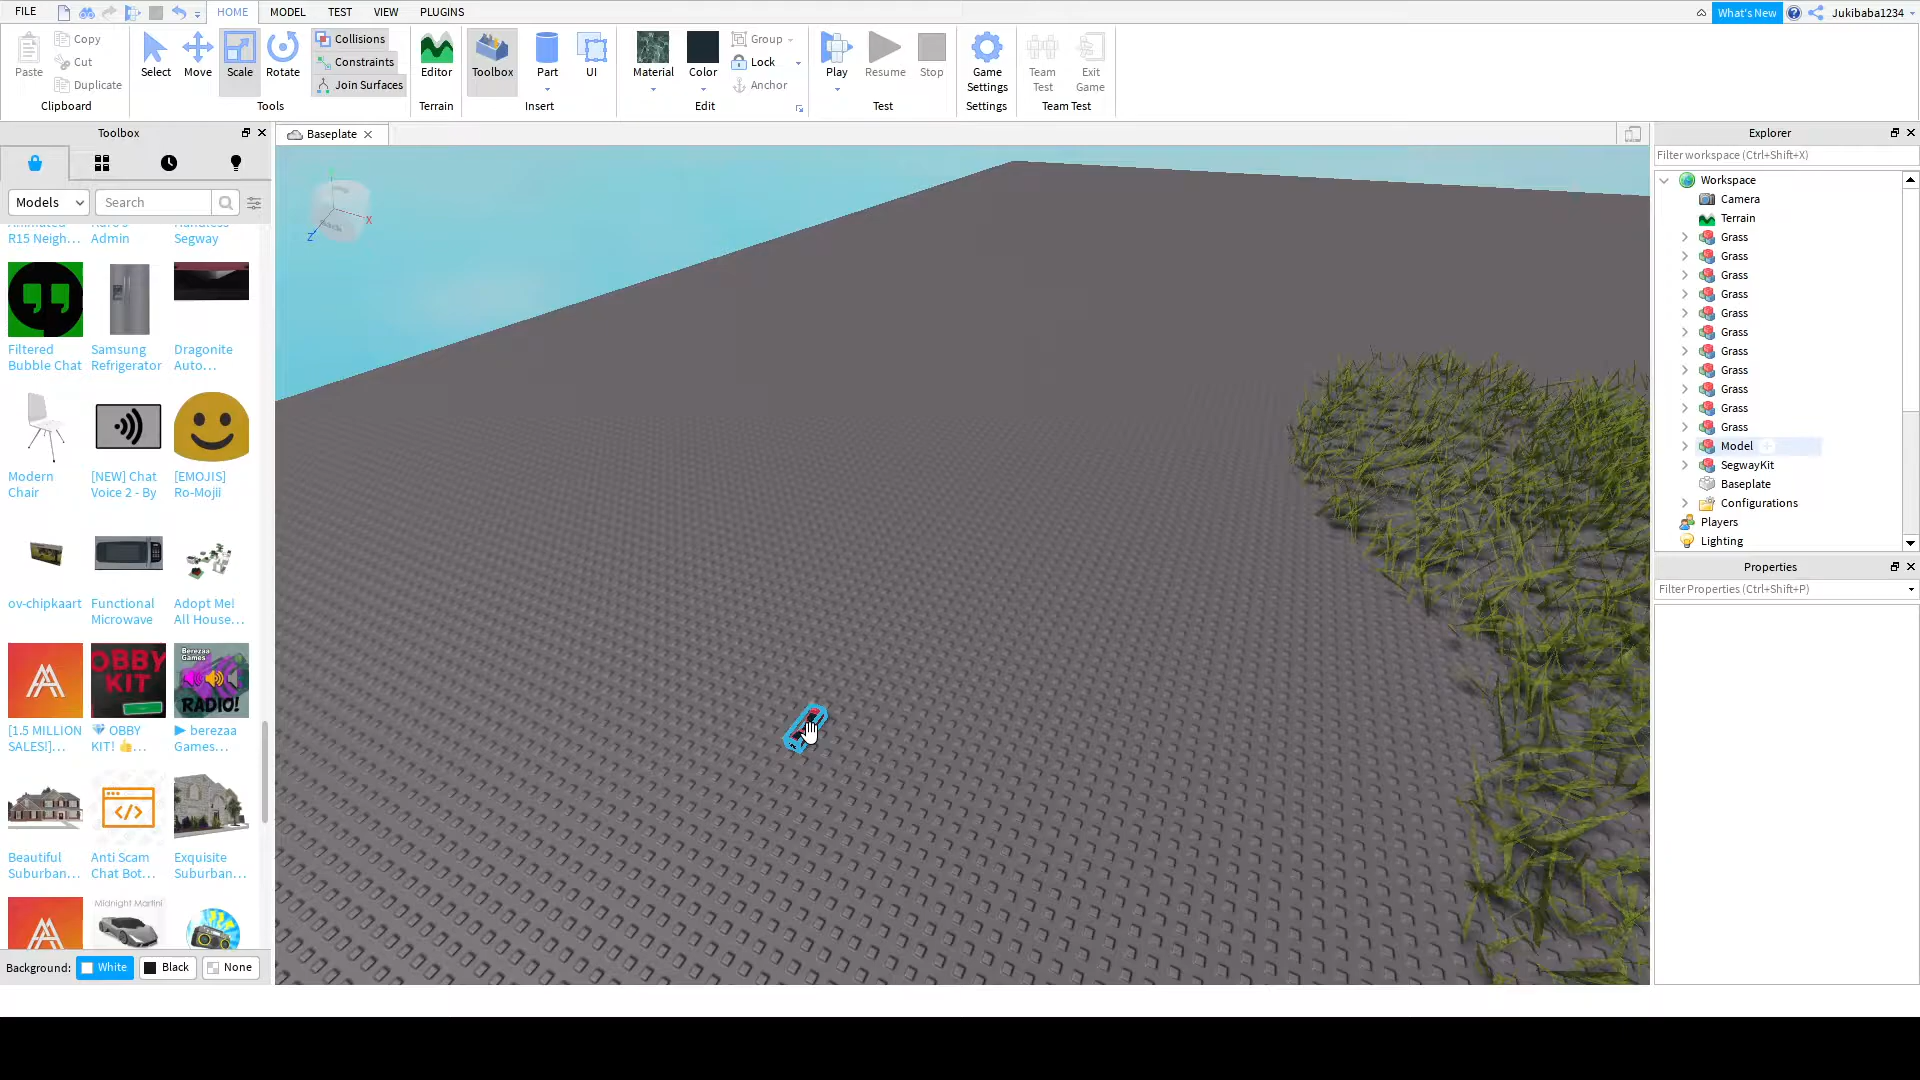 FILE
HOME
MODEL
TEST
VIEW
PLUGINS
What's New
Jukibaba1234
Paste
Copy
Cut
Duplicate
Clipboard
Select
Move
Scale
Rotate
Tools
Collisions
Constraints
Join Surfaces
Editor
Terrain
Toolbox
Part
UI
Insert
Material
Color
Group
Lock
Anchor
Edit
Play
Resume
Stop
Test
Game
Settings
Settings
Team
Test
Exit
Game
Team Test
Toolbox
Models
Search
R15 Neigh...
Admin
Segway
Filtered
Bubble Chat
Samsung
Refrigerator
Dragonite
Auto...
Modern
Chair
[NEW] Chat
Voice 2 - By
[EMOJIS]
Ro-Mojii
ov-chipkaart
Functional
Microwave
Adopt Me!
All House...
OBBY
KIT
Berezaa
Games
RADIO!
[1.5 MILLION
SALES!]...
💎 OBBY
KIT! 👍...
▶ berezaa
Games...
Beautiful
Suburban...
Anti Scam
Chat Bot...
Exquisite
Suburban...
Midnight Martini
Background:
White
Black
None
Baseplate
Back
X
Z
Explorer
Filter workspace (Ctrl+Shift+X)
Workspace
Camera
Terrain
Grass
Grass
Grass
Grass
Grass
Grass
Grass
Grass
Grass
Grass
Grass
Model
SegwayKit
Baseplate
Configurations
Players
Lighting
Properties
Filter Properties (Ctrl+Shift+P)